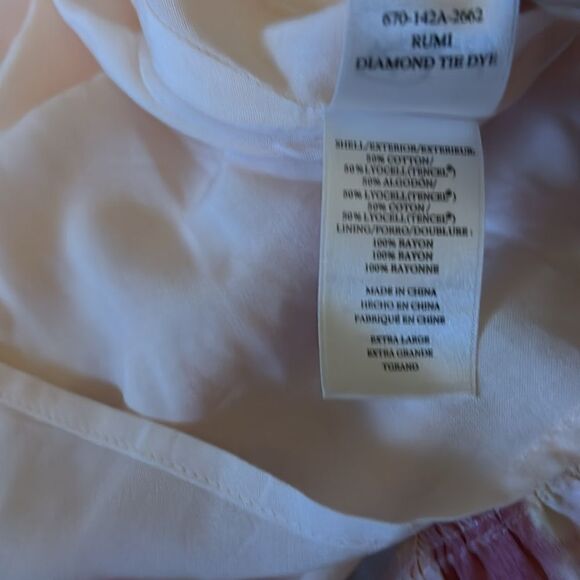 670-142A-2662
RUMI
DIAMOND TIE DYE
SHELL/EXTERIOR/EXTERIEUR:
50% COTTON/
50% LYOCELL(TENCEL®)
50% ALGODÓN/
50% LYOCELL(TENCEL®)
50% COTON/
50% LYOCELL(TENCEL®)
LINING/FORRO/DOUBLURE:
100% RAYON
100% RAYON
100% RAYONNE
MADE IN CHINA
HECHO EN CHINA
FABRIQUÉ EN CHINE
EXTRA LARGE
EXTRA GRANDE
TGRAND